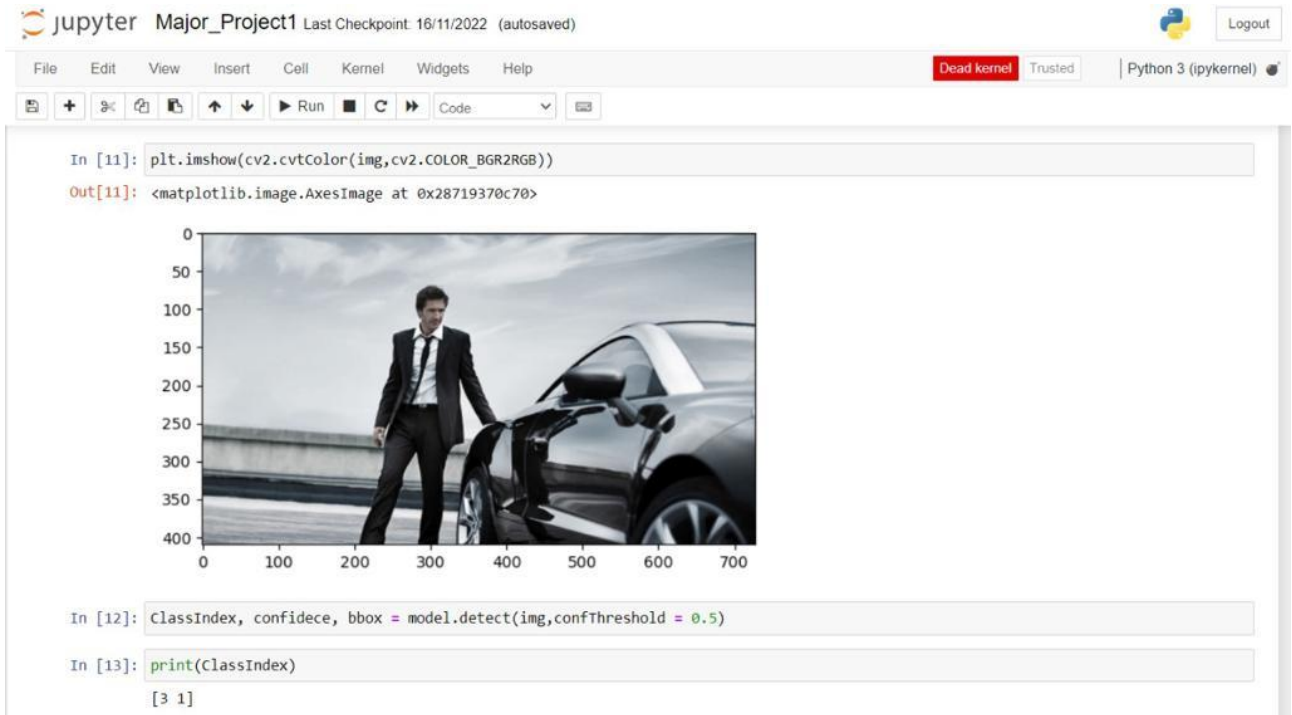 jupyter Major_Project1 Last Checkpoint: 16/11/2022 (autosaved)
Logout
File Edit View Insert Cell Kernel Widgets Help
Dead kernel Trusted Python 3 (ipykernel)
Run Code
In [11]: plt.imshow(cv2.cvtColor(img,cv2.COLOR_BGR2RGB))
Out[11]: <matplotlib.image.AxesImage at 0x28719370c70>
0
50
100
150
200
250
300
350
400
0 100 200 300 400 500 600 700
In [12]: ClassIndex, confidece, bbox = model.detect(img,confThreshold = 0.5)
In [13]: print(ClassIndex)
[3 1]